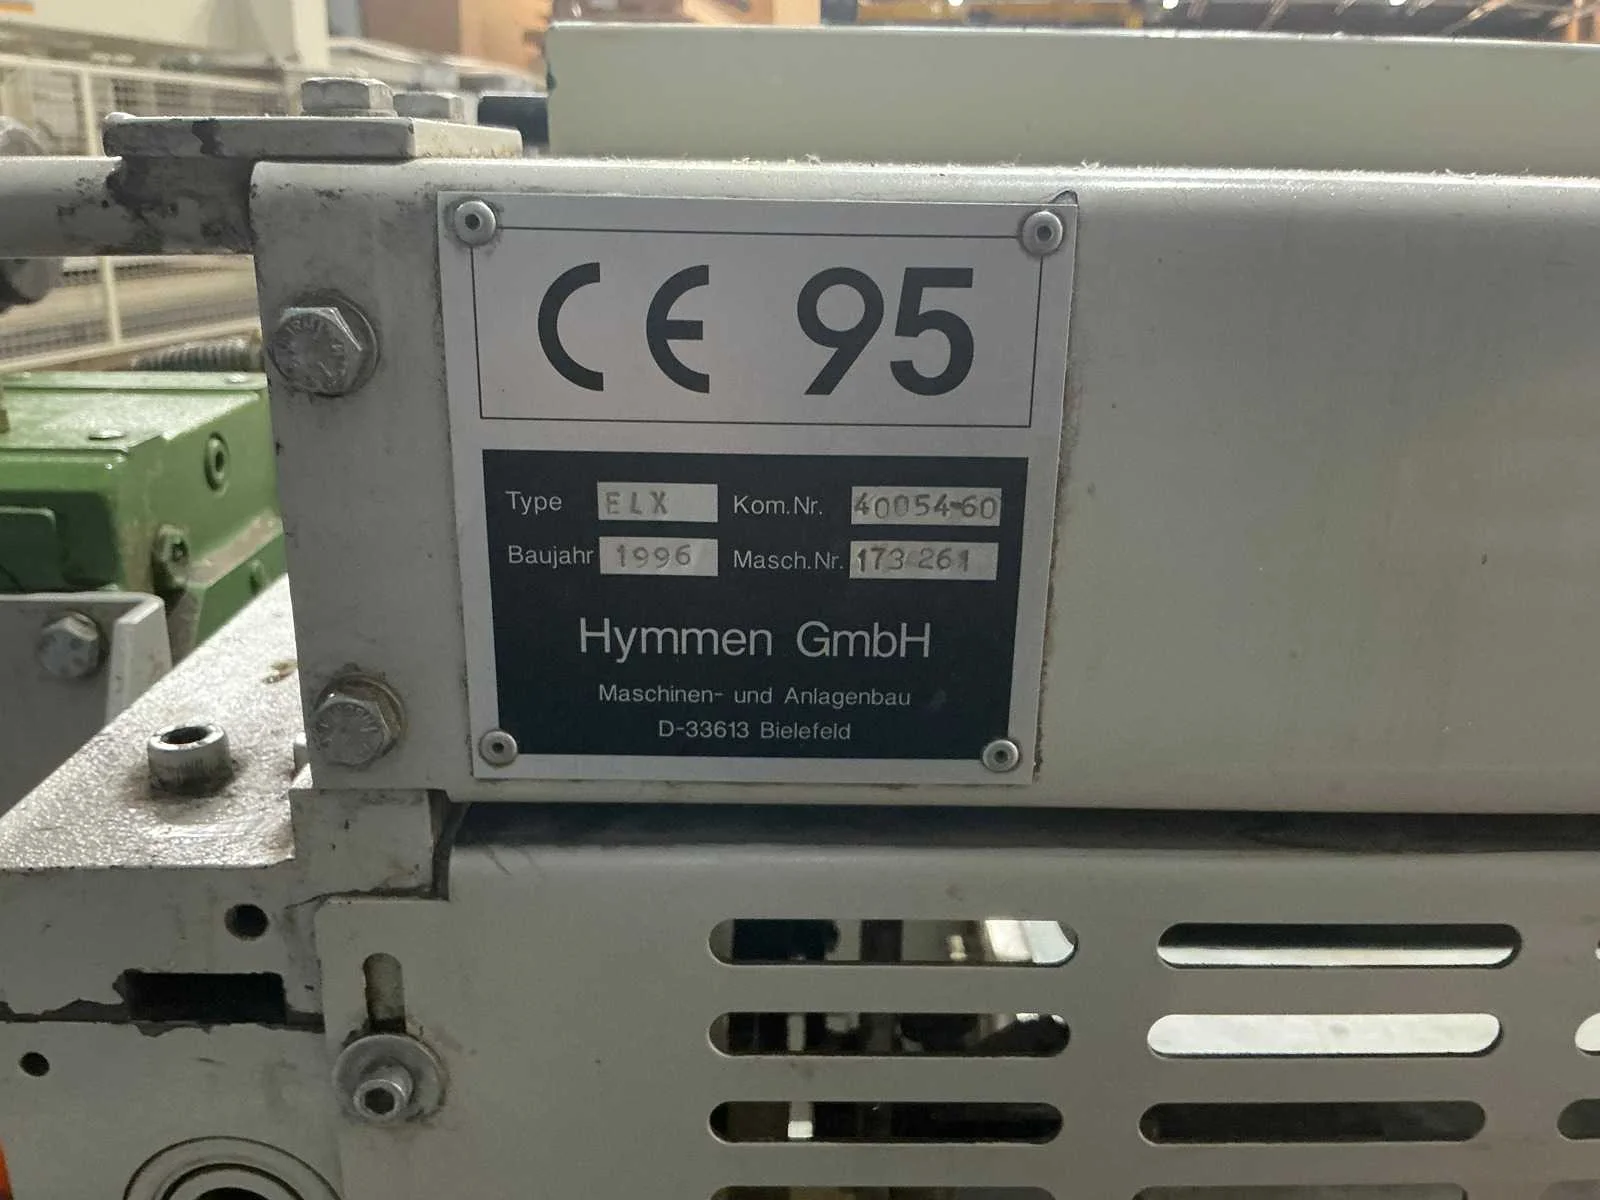 CE 95
Type ELX Kom.Nr. 40054-60
Baujahr 1996 Masch.Nr. 173 261
Hymmen GmbH
Maschinen- und Anlagenbau
D-33613 Bielefeld